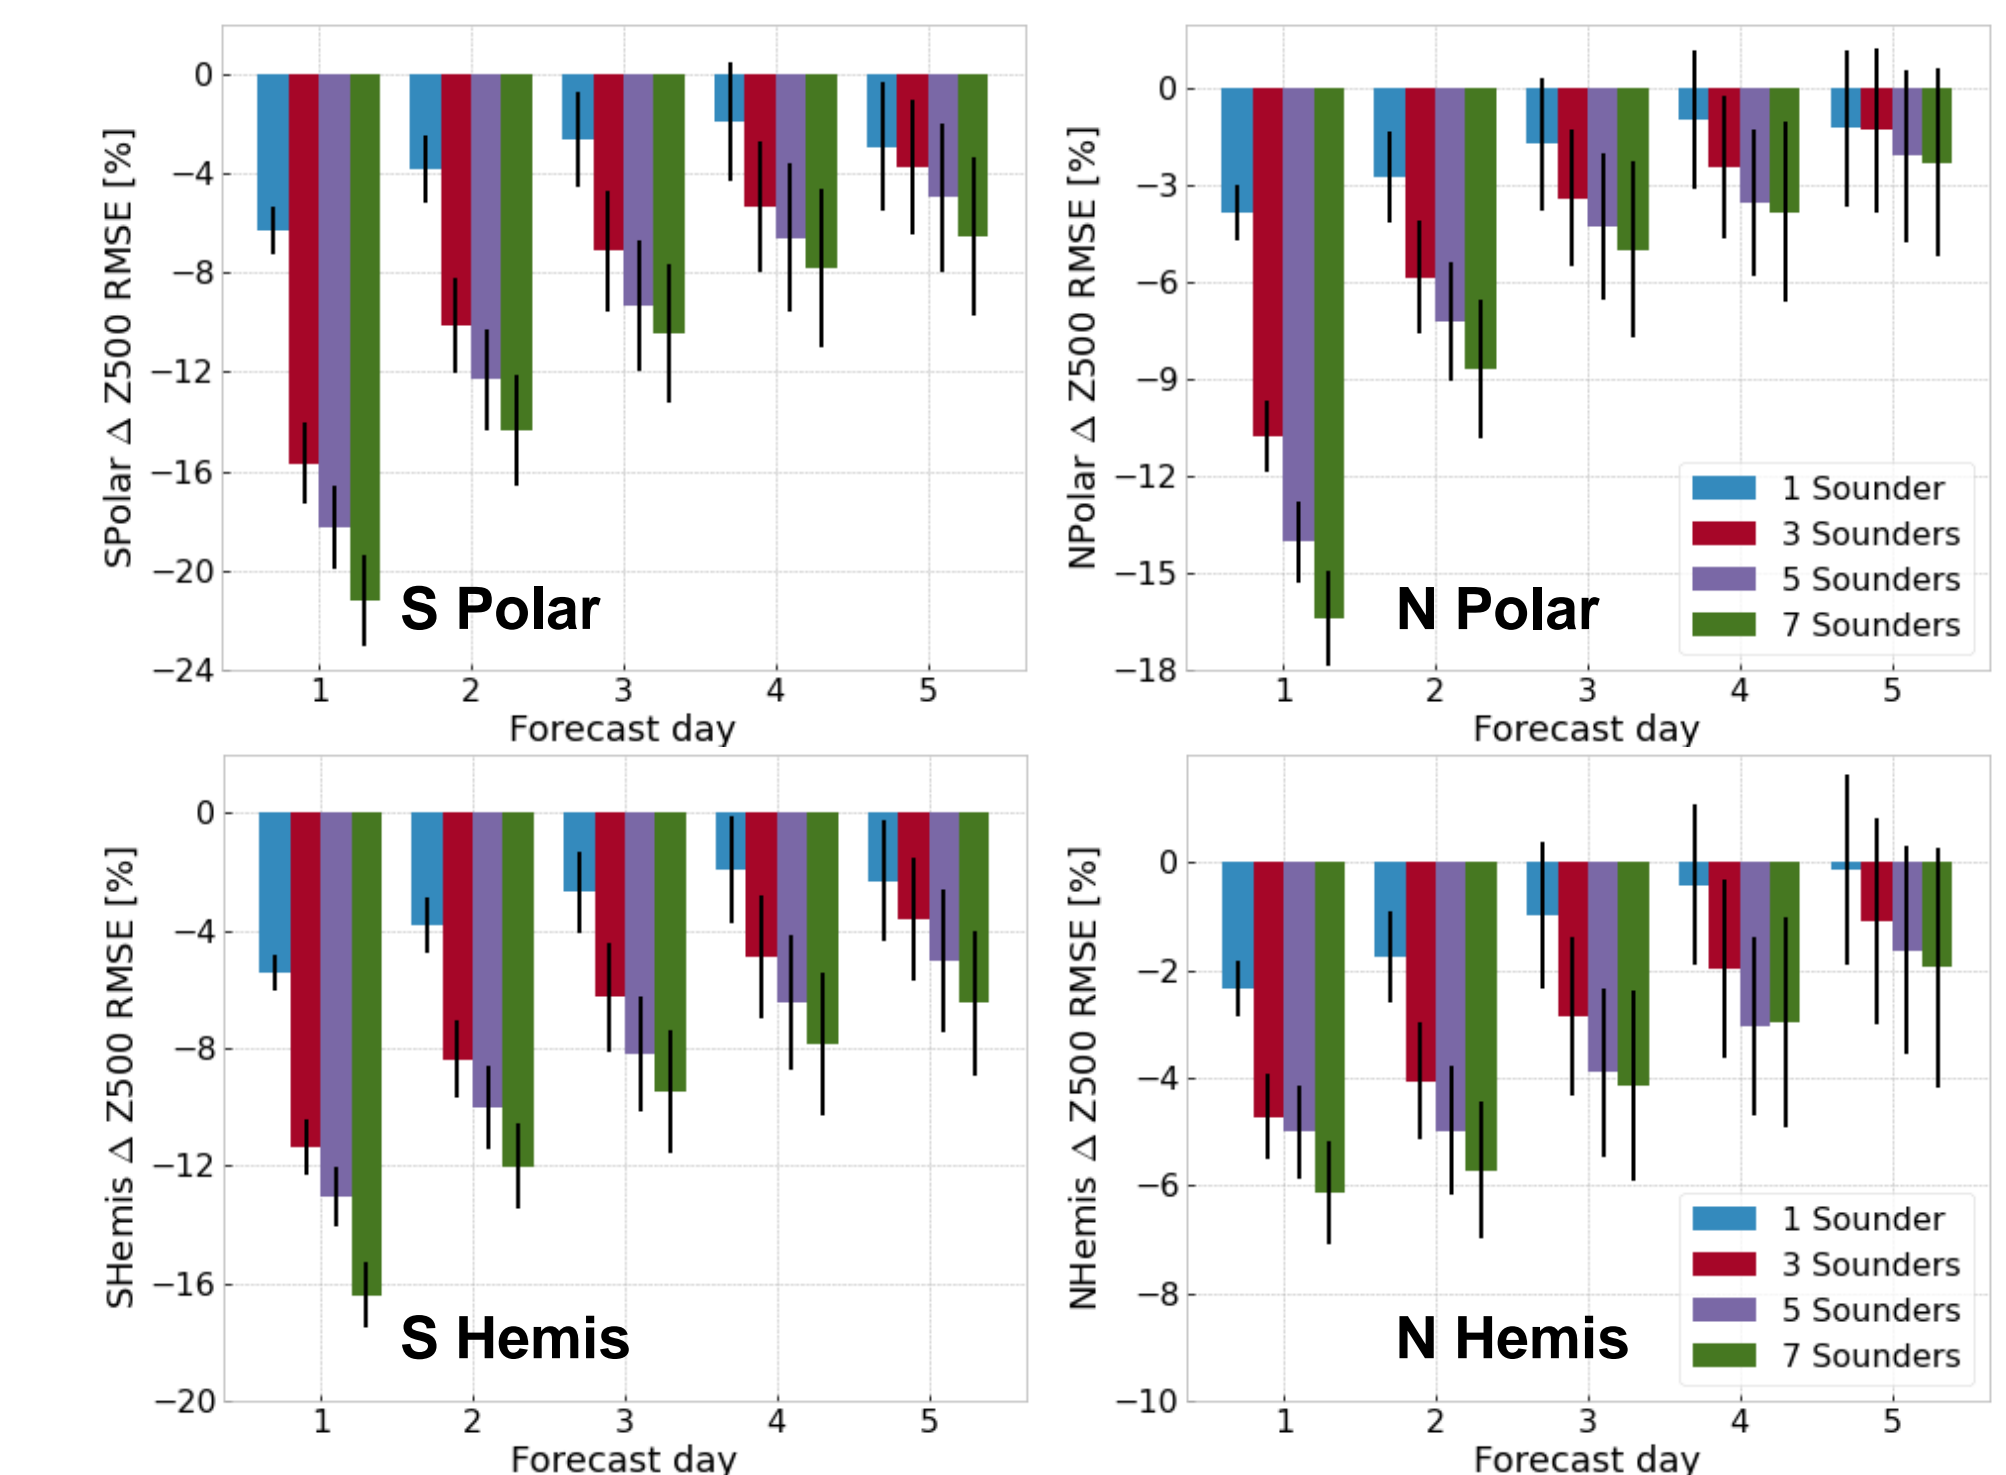 SPolar Δ Z500 RMSE [%]
0
−4
−8
−12
−16
−20
−24
S Polar
1 2 3 4 5
Forecast day
NPolar Δ Z500 RMSE [%]
0
−3
−6
−9
−12
−15
−18
N Polar
1 Sounder
3 Sounders
5 Sounders
7 Sounders
1 2 3 4 5
Forecast day
SHemis Δ Z500 RMSE [%]
0
−4
−8
−12
−16
−20
S Hemis
1 2 3 4 5
Forecast day
NHemis Δ Z500 RMSE [%]
0
−2
−4
−6
−8
−10
N Hemis
1 Sounder
3 Sounders
5 Sounders
7 Sounders
1 2 3 4 5
Forecast day